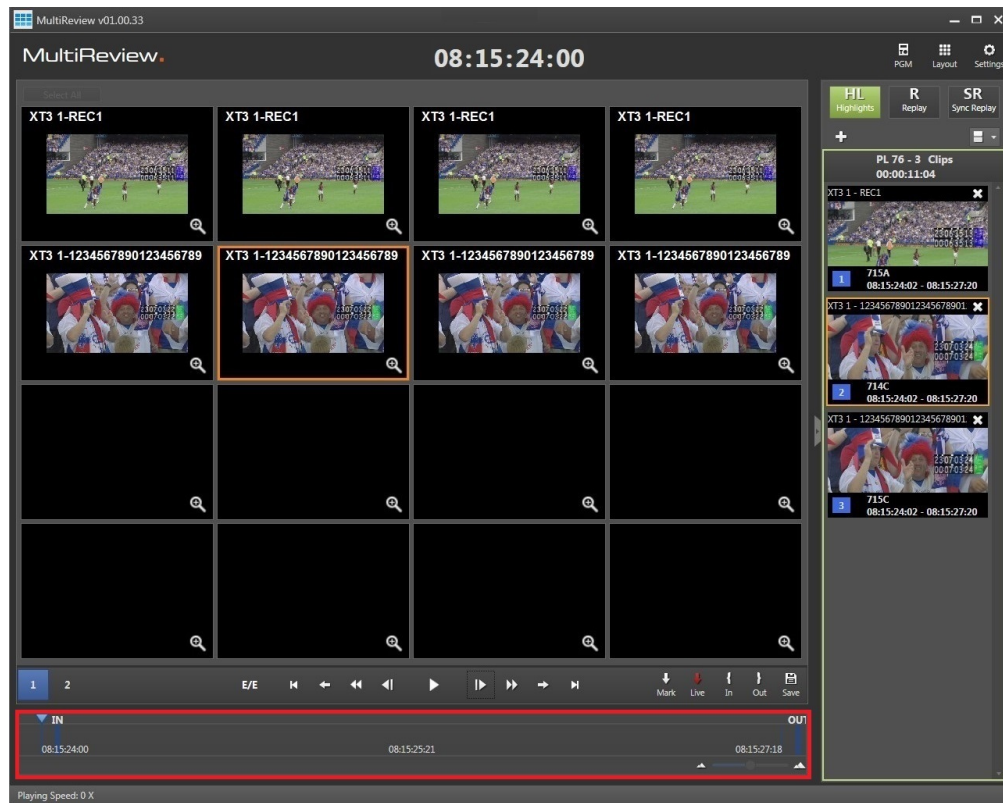 MultiReview v01.00.33
MultiReview.
08:15:24:00
PGM
Layout
Settings
Select All
XT3 1-REC1
XT3 1-REC1
XT3 1-REC1
XT3 1-REC1
XT3 1-1234567890123456789
XT3 1-1234567890123456789
XT3 1-1234567890123456789
XT3 1-1234567890123456789
HL
Highlights
R
Replay
SR
Sync Replay
PL 76 - 3 Clips
00:00:11:04
XT3 1 - REC1
1
715A
08:15:24:02 - 08:15:27:20
XT3 1 - 123456789012345678901
2
714C
08:15:24:02 - 08:15:27:20
XT3 1 - 123456789012345678901
3
715C
08:15:24:02 - 08:15:27:20
1
2
E/E
Mark
Live
In
Out
Save
IN
OUT
08:15:24:00
08:15:25:21
08:15:27:18
Playing Speed: 0 X